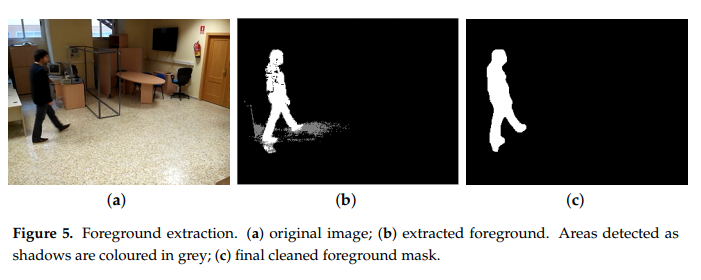 (a)
(b)
(c)
Figure 5. Foreground extraction. (a) original image; (b) extracted foreground. Areas detected as
shadows are coloured in grey; (c) final cleaned foreground mask.